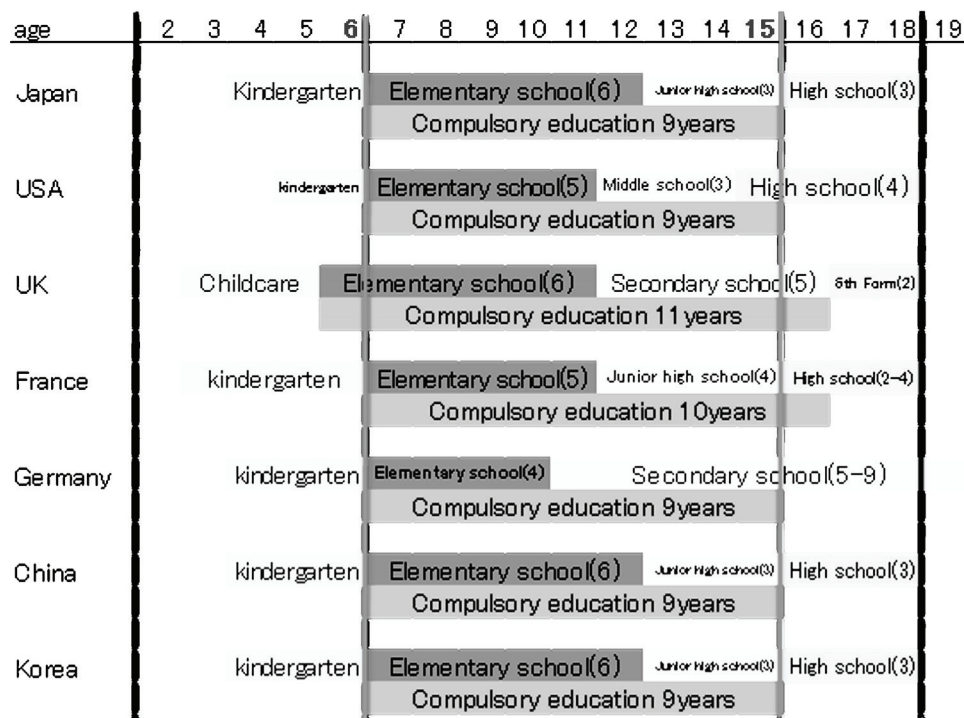 age 2 3 4 5 6 7 8 9 10 11 12 13 14 15 16 17 18 19
Japan Kindergarten Elementary school(6) Junior high school(3) High school(3)
Compulsory education 9years
USA kindergarten Elementary school(5) Middle school(3) High school(4)
Compulsory education 9years
UK Childcare Elementary school(6) Secondary school(5) 6th Farm(2)
Compulsory education 11years
France kindergarten Elementary school(5) Junior high school(4) High school(2-4)
Compulsory education 10years
Germany kindergarten Elementary school(4) Secondary school(5-9)
Compulsory education 9years
China kindergarten Elementary school(6) Junior high school(3) High school(3)
Compulsory education 9years
Korea kindergarten Elementary school(6) Junior high school(3) High school(3)
Compulsory education 9years